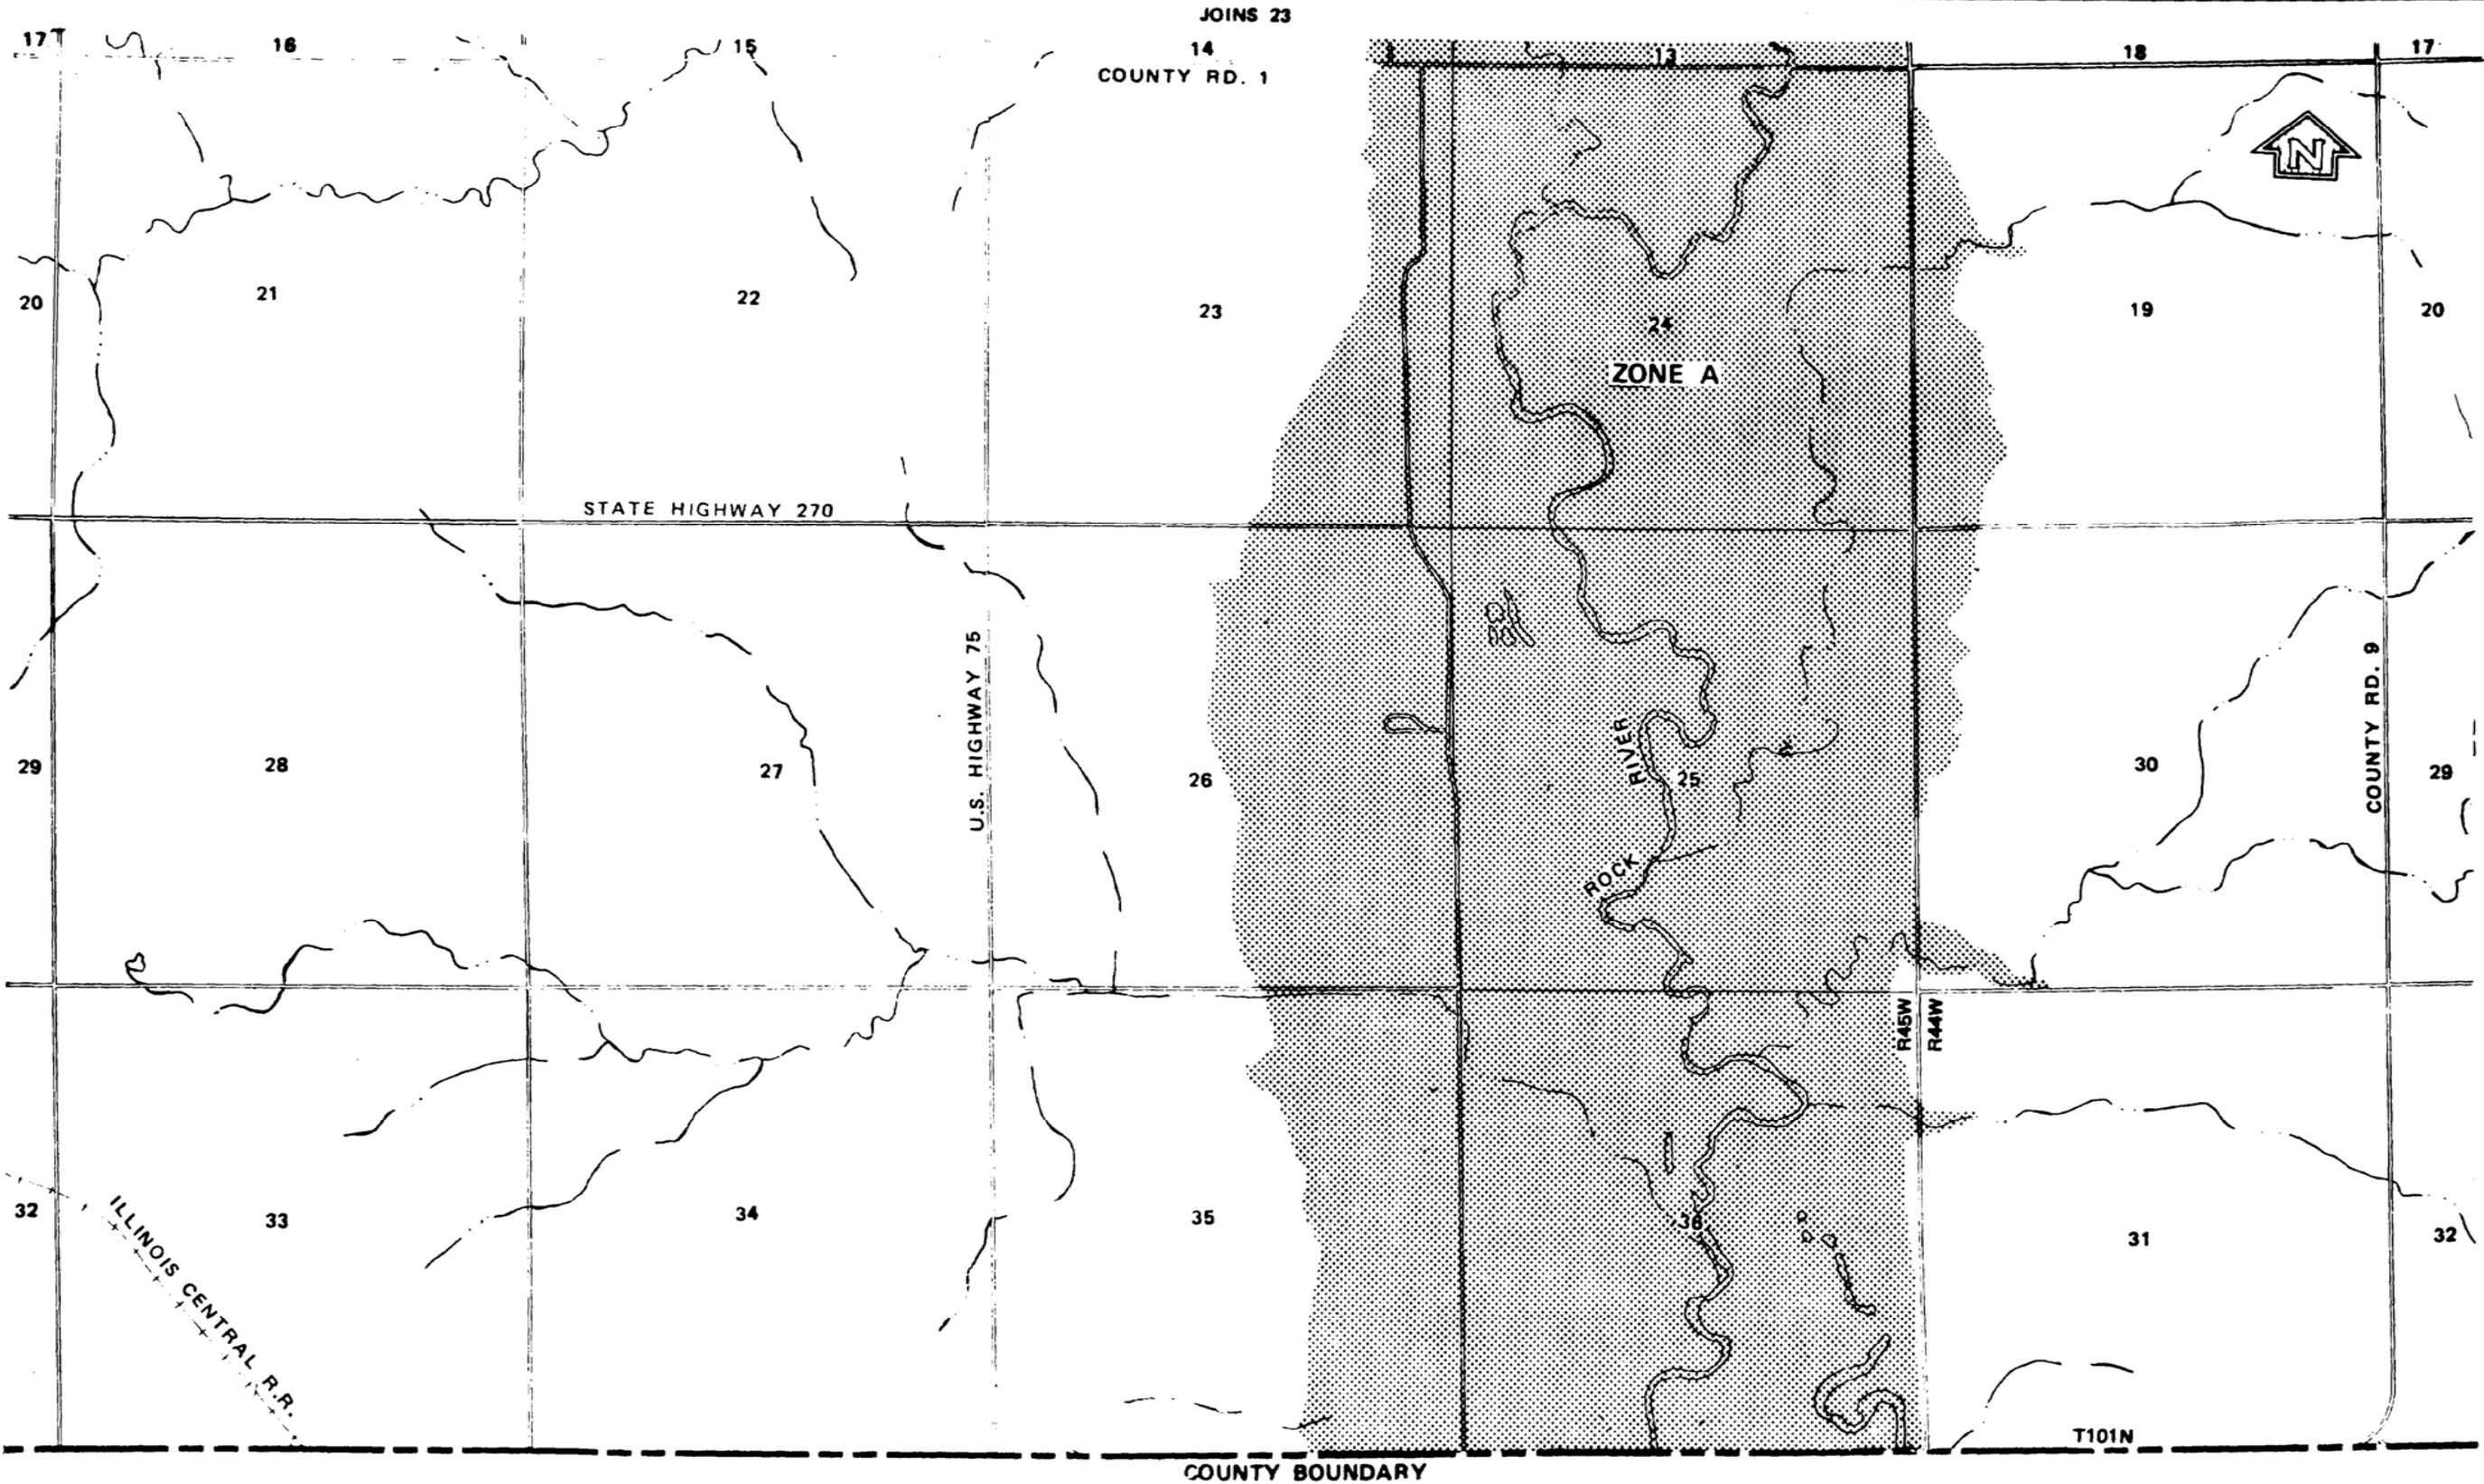 JOINS 23
17 16 15 14 13 18 17
COUNTY RD. 1
N
20 21 22 23 24 19 20
ZONE A
STATE HIGHWAY 270
U.S. HIGHWAY 75
RIVER
COUNTY RD. 9
29 28 27 26 25 30 29
ROCK
R45W
R44W
32 33 34 35 36 31 32
ILLINOIS CENTRAL R.R.
T101N
COUNTY BOUNDARY